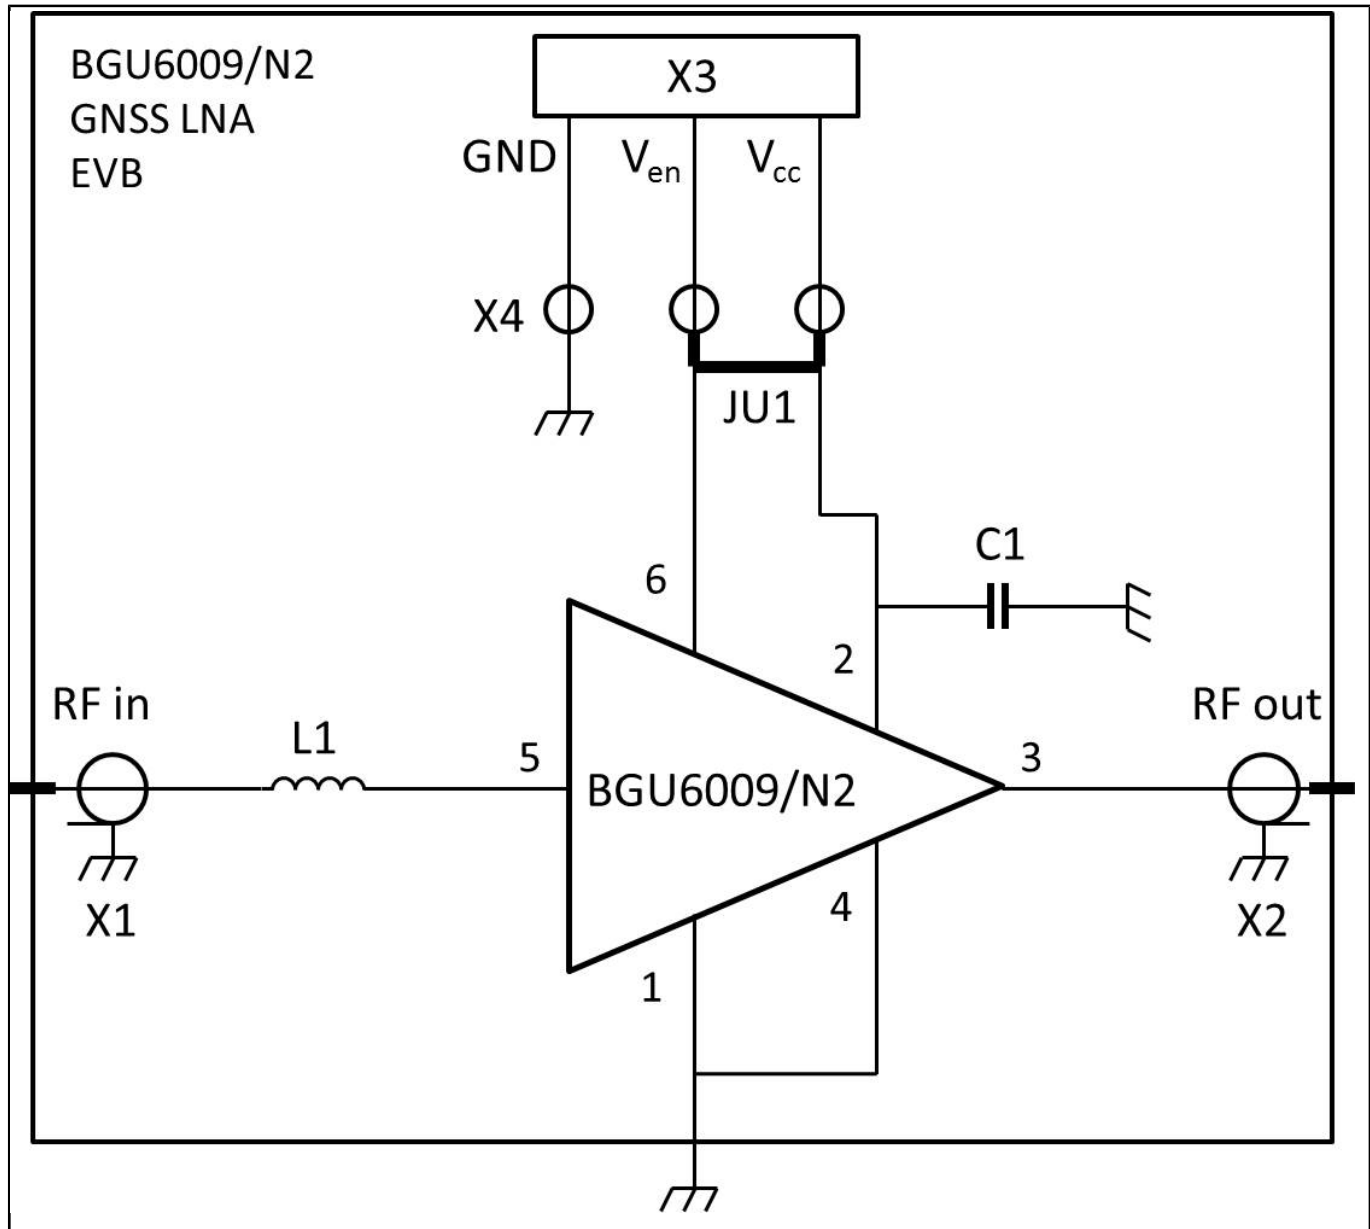 BGU6009/N2
GNSS LNA
EVB
X3
GND
Ven
Vcc
X4
JU1
C1
6
2
RF in
RF out
L1
5
3
BGU6009/N2
4
X1
X2
1